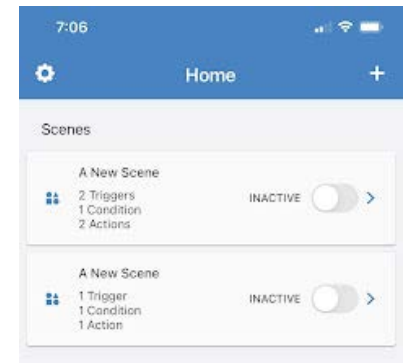 7:06
Home
+
Scenes
A New Scene
2 Triggers
1 Condition
2 Actions
INACTIVE
A New Scene
1 Trigger
1 Condition
1 Action
INACTIVE